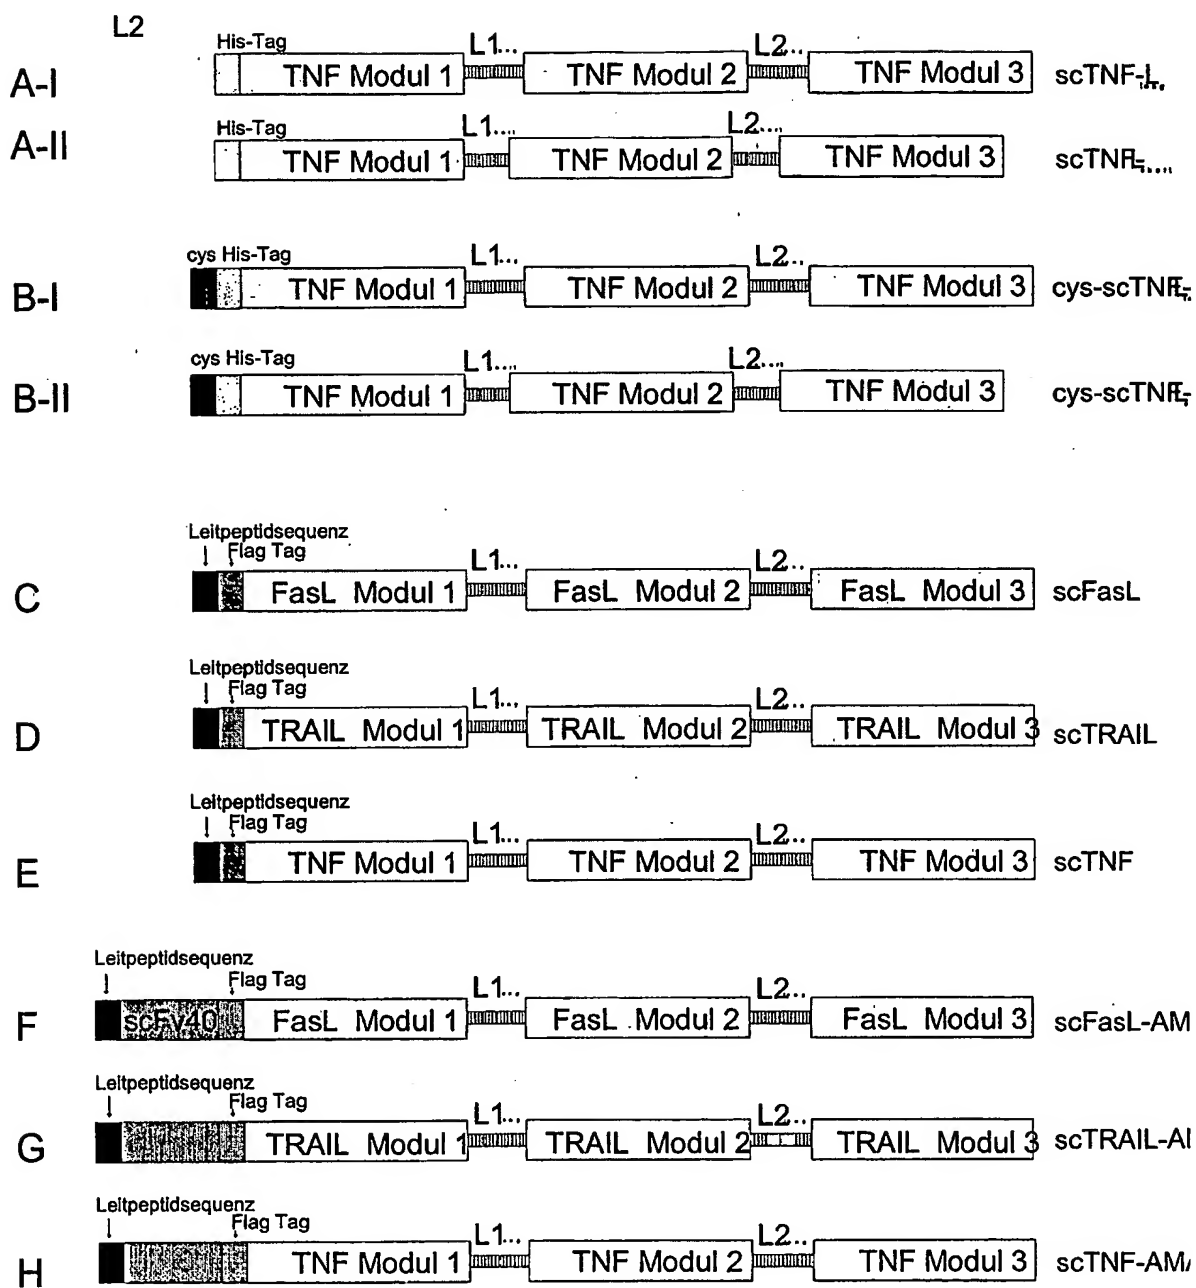 L2
His-Tag L1... L2..
A-I TNF Modul 1 TNF Modul 2 TNF Modul 3
His-Tag L1.... L2....
A-II TNF Modul 1 TNF Modul 2 TNF Modul 3
cys His-Tag L1... L2..
B-I TNF Modul 1 TNF Modul 2 TNF Modul 3
cys His-Tag L1.... L2....
B-II TNF Modul 1 TNF Modul 2 TNF Modul 3
Leitpeptidsequenz
Flag Tag L1... L2..
C FasL Modul 1 FasL Modul 2 FasL Modul 3 scFasL
Leitpeptidsequenz
Flag Tag L1... L2..
D TRAIL Modul 1 TRAIL Modul 2 TRAIL Modul 3 scTRAIL
Leitpeptidsequenz
Flag Tag L1... L2..
E TNF Modul 1 TNF Modul 2 TNF Modul 3 scTNF
Leitpeptidsequenz
Flag Tag L1... L2..
F scFv40 FasL Modul 1 FasL Modul 2 FasL Modul 3 scFasL-AM
Leitpeptidsequenz
Flag Tag L1... L2..
G TRAIL Modul 1 TRAIL Modul 2 TRAIL Modul 3 scTRAIL-A
Leitpeptidsequenz
Flag Tag L1... L2..
H TNF Modul 1 TNF Modul 2 TNF Modul 3 scTNF-AM